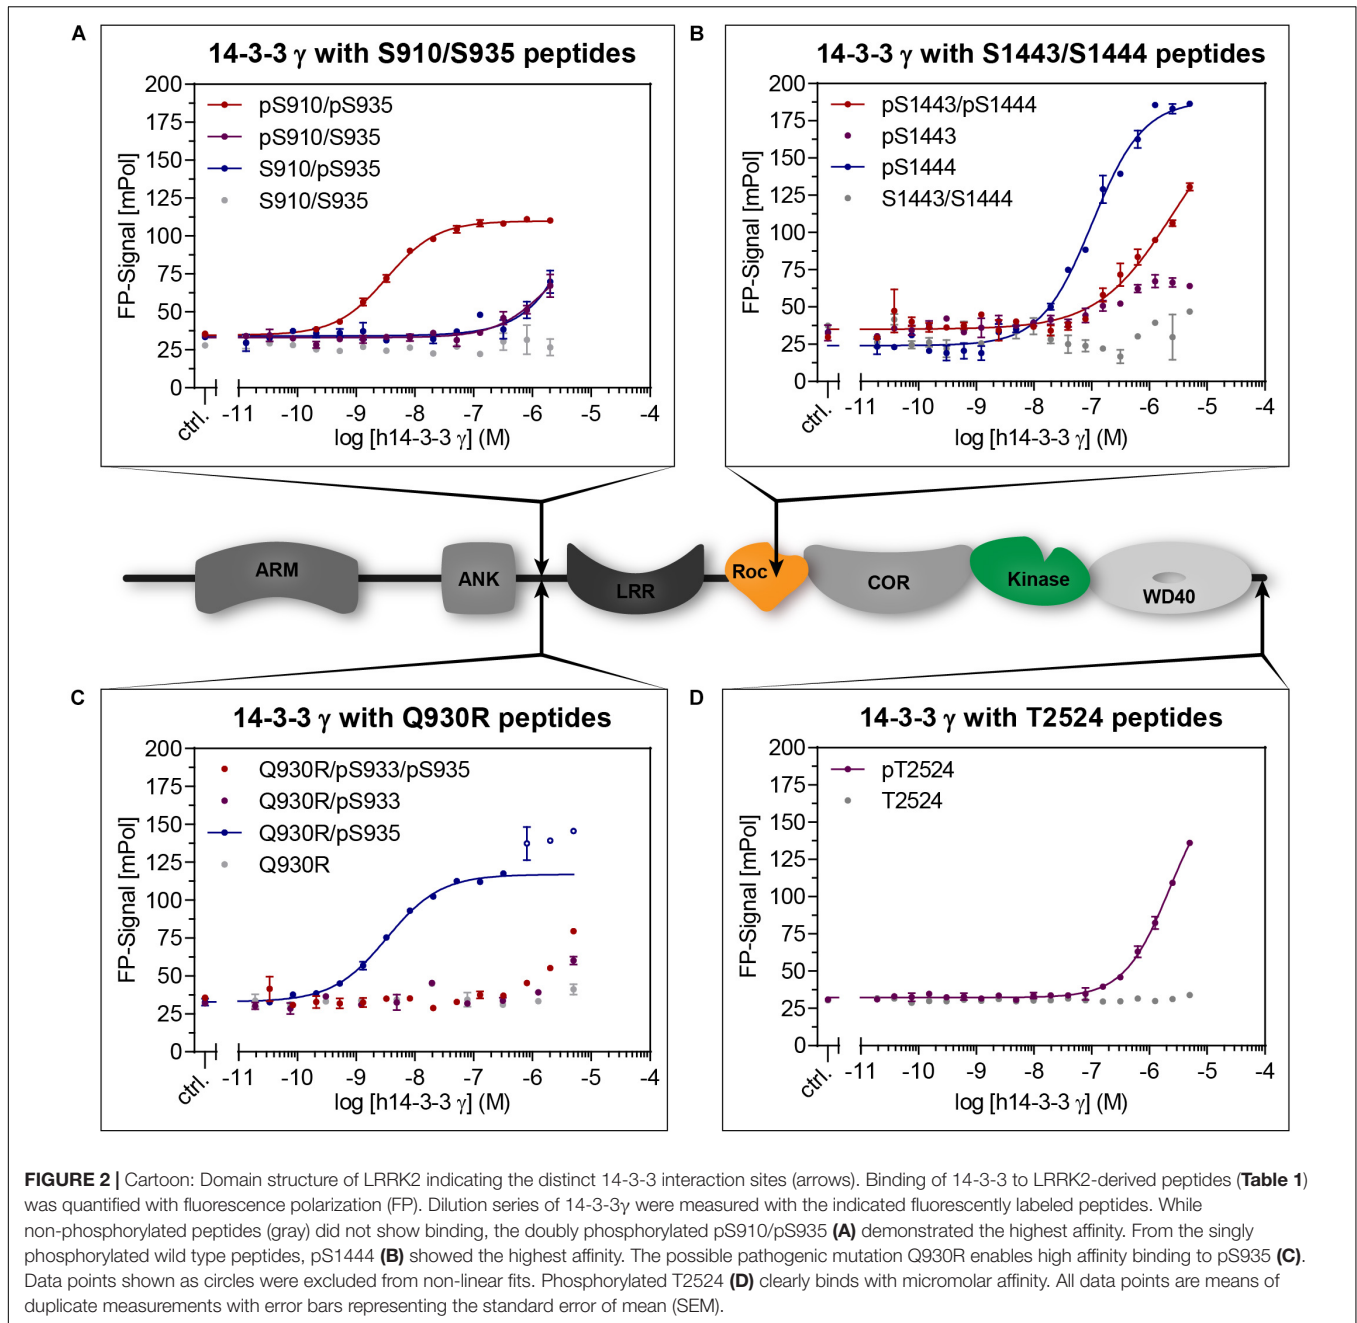 A
14-3-3 γ with S910/S935 peptides
FP-Signal [mPol]
200
175
150
125
100
75
50
25
0
pS910/pS935
pS910/S935
S910/pS935
S910/S935
ctrl.
-11 -10 -9 -8 -7 -6 -5 -4
log [h14-3-3 γ] (M)
B
14-3-3 γ with S1443/S1444 peptides
FP-Signal [mPol]
200
175
150
125
100
75
50
25
0
pS1443/pS1444
pS1443
pS1444
S1443/S1444
ctrl.
-11 -10 -9 -8 -7 -6 -5 -4
log [h14-3-3 γ] (M)
ARM
ANK
LRR
Roc
COR
Kinase
WD40
C
14-3-3 γ with Q930R peptides
FP-Signal [mPol]
200
175
150
125
100
75
50
25
0
Q930R/pS933/pS935
Q930R/pS933
Q930R/pS935
Q930R
ctrl.
-11 -10 -9 -8 -7 -6 -5 -4
log [h14-3-3 γ] (M)
D
14-3-3 γ with T2524 peptides
FP-Signal [mPol]
200
175
150
125
100
75
50
25
0
pT2524
T2524
ctrl.
-11 -10 -9 -8 -7 -6 -5 -4
log [h14-3-3 γ] (M)
FIGURE 2 | Cartoon: Domain structure of LRRK2 indicating the distinct 14-3-3 interaction sites (arrows). Binding of 14-3-3 to LRRK2-derived peptides (Table 1)
was quantified with fluorescence polarization (FP). Dilution series of 14-3-3γ were measured with the indicated fluorescently labeled peptides. While
non-phosphorylated peptides (gray) did not show binding, the doubly phosphorylated pS910/pS935 (A) demonstrated the highest affinity. From the singly
phosphorylated wild type peptides, pS1444 (B) showed the highest affinity. The possible pathogenic mutation Q930R enables high affinity binding to pS935 (C).
Data points shown as circles were excluded from non-linear fits. Phosphorylated T2524 (D) clearly binds with micromolar affinity. All data points are means of
duplicate measurements with error bars representing the standard error of mean (SEM).